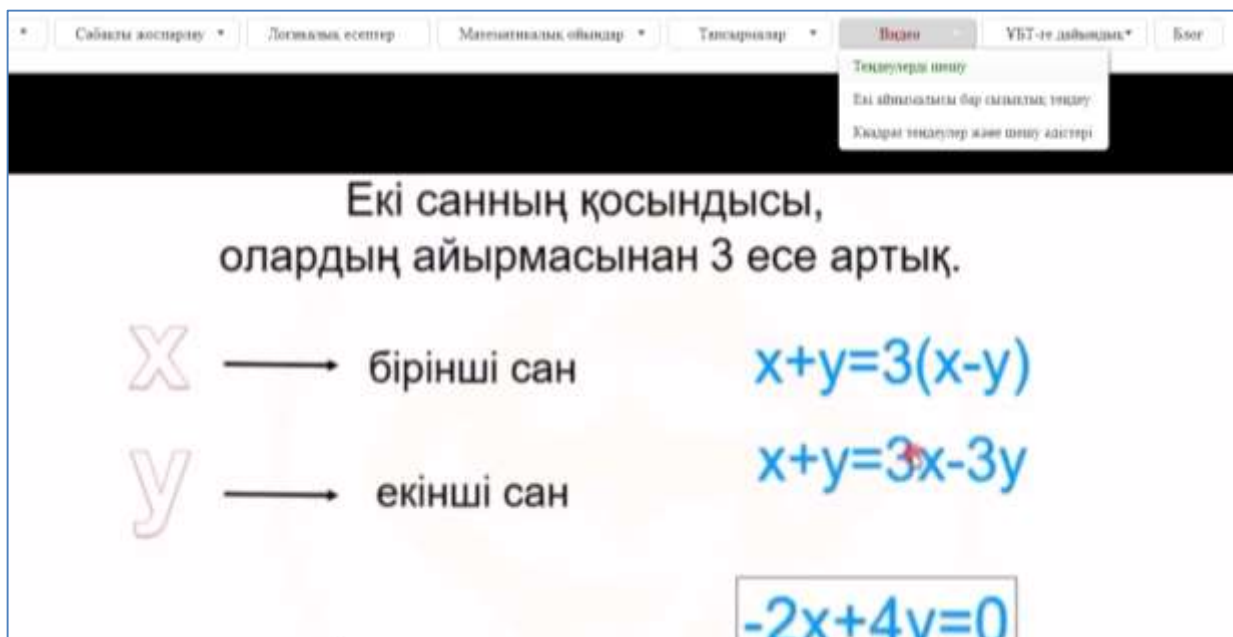 Сабақты жоспарлау
Логикалық есептер
Математикалық ойындар
Тапсырмалар
Видео
ҰБТ-ге дайындық
Блог
Теңдеулерді шешу
Екі айнымалысы бар сызықтық теңдеу
Квадрат теңдеулер және шешу әдістері
Екі санның қосындысы,
олардың айырмасынан 3 есе артық.
x → бірінші сан
x+y=3(x-y)
x+y=3x-3y
y → екінші сан
-2x+4y=0